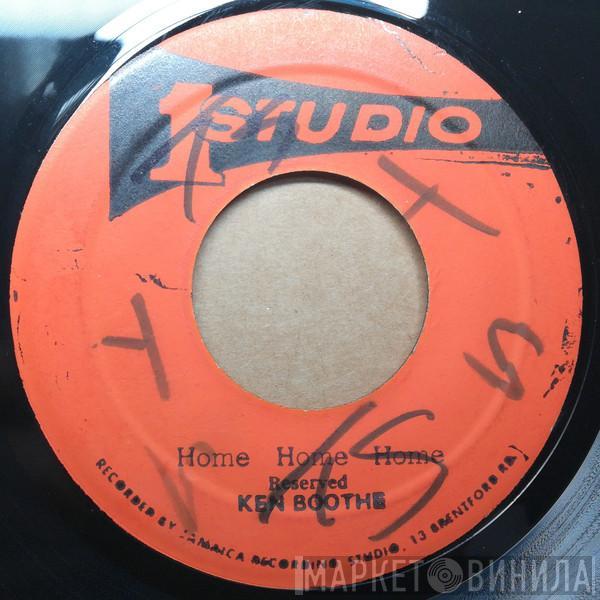 1 STUDIO
Home Home Home
Reserved
KEN BOOTHE
RECORDED BY JAMAICA RECORDING STUDIO, 13 BRENTFORD RD.
МАРКЕТ ВИНИЛА